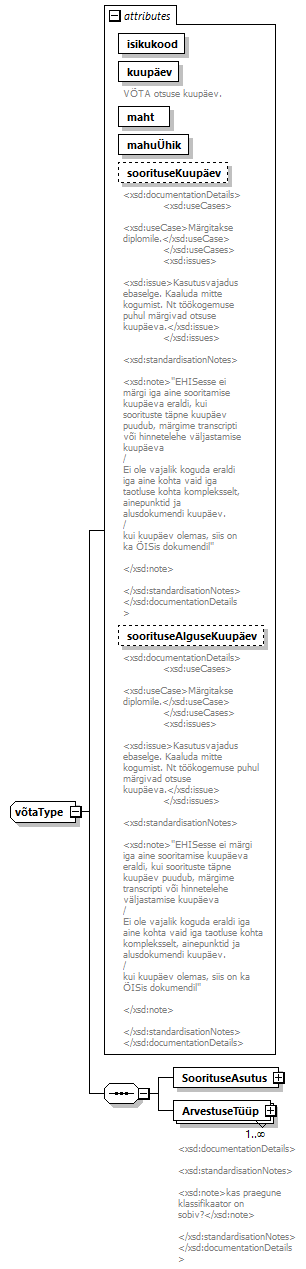 attributes
isikukood
kuupäev
VÕTA otsuse kuupäev.
maht
mahuÜhik
soorituseKuupäev
<xsd:documentationDetails>
<xsd:useCases>
<xsd:useCase>Märgitakse
diplomile.</xsd:useCase>
</xsd:useCases>
<xsd:issues>
<xsd:issue>Kasutusvajadus
ebaselge. Kaaluda mitte
kogumist. Nt töökogemuse
puhul märgivad otsuse
kuupäeva.</xsd:issue>
</xsd:issues>
<xsd:standardisationNotes>
<xsd:note>"EHISesse ei
märgi iga aine sooritamise
kuupäeva eraldi, kui
soorituste täpne kuupäev
puudub, märgime transcripti
või hinnetelehe väljastamise
kuupäeva
/
Ei ole vajalik koguda eraldi
iga aine kohta vaid iga
taotluse kohta kompleksselt,
ainepunktid ja
alusdokumendi kuupäev.
/
kui kuupäev olemas, siis on
ka ÕISis dokumendil"
</xsd:note>
</xsd:standardisationNotes>
</xsd:documentationDetails
>
soorituseAlguseKuupäev
<xsd:documentationDetails>
<xsd:useCases>
<xsd:useCase>Märgitakse
diplomile.</xsd:useCase>
</xsd:useCases>
<xsd:issues>
<xsd:issue>Kasutusvajadus
ebaselge. Kaaluda mitte
kogumist. Nt töökogemuse puhul
märgivad otsuse
kuupäeva.</xsd:issue>
</xsd:issues>
<xsd:standardisationNotes>
<xsd:note>"EHISesse ei märgi
iga aine sooritamise kuupäeva
eraldi, kui soorituste täpne
kuupäev puudub, märgime
transcripti või hinnetelehe
väljastamise kuupäeva
/
Ei ole vajalik koguda eraldi iga
aine kohta vaid iga taotluse kohta
kompleksselt, ainepunktid ja
alusdokumendi kuupäev.
/
kui kuupäev olemas, siis on ka
ÕISis dokumendil"
</xsd:note>
</xsd:standardisationNotes>
</xsd:documentationDetails>
võtaType
SoorituseAsutus
ArvestuseTüüp
1..∞
<xsd:documentationDetails>
<xsd:standardisationNotes>
<xsd:note>kas praegune
klassifikaator on
sobiv?</xsd:note>
</xsd:standardisationNotes>
</xsd:documentationDetails
>